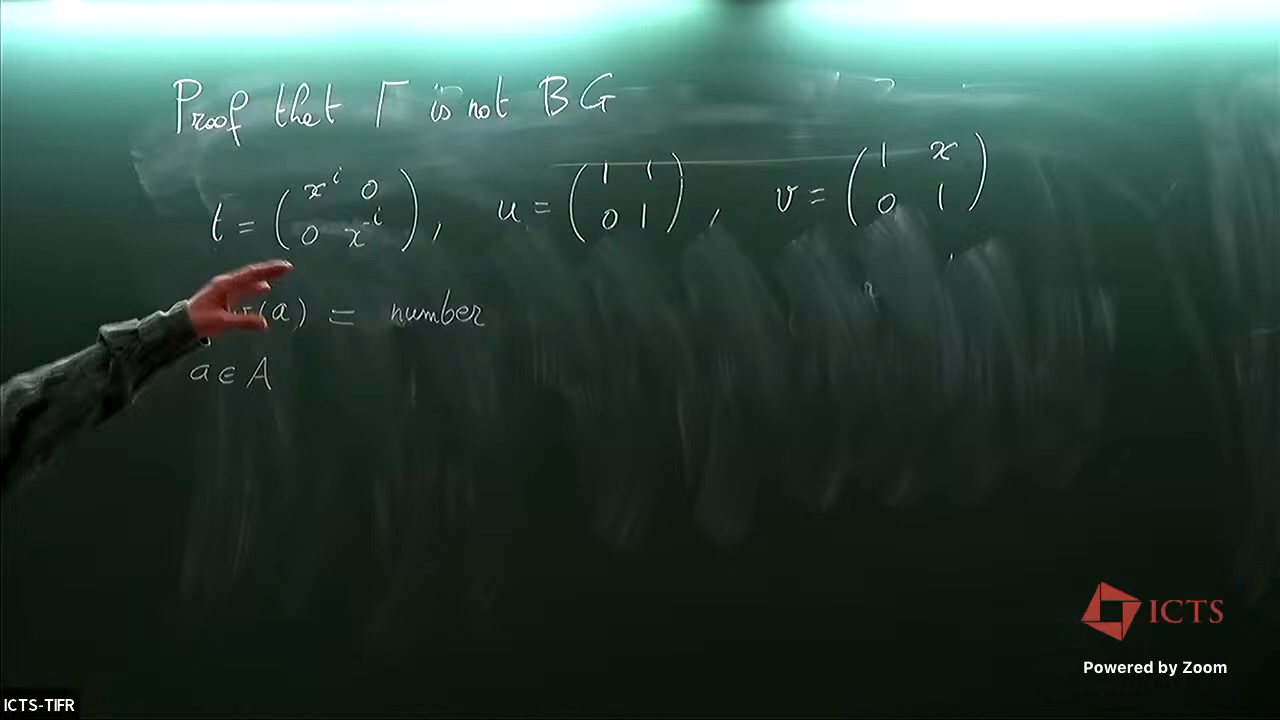 Proof that Γ is not BG
t = ( x^i 0 ; 0 x^-i ), u = ( 1 1 ; 0 1 ), v = ( 1 x ; 0 1 )
(a) = number
a ∈ A
ICTS
Powered by Zoom
ICTS-TIFR